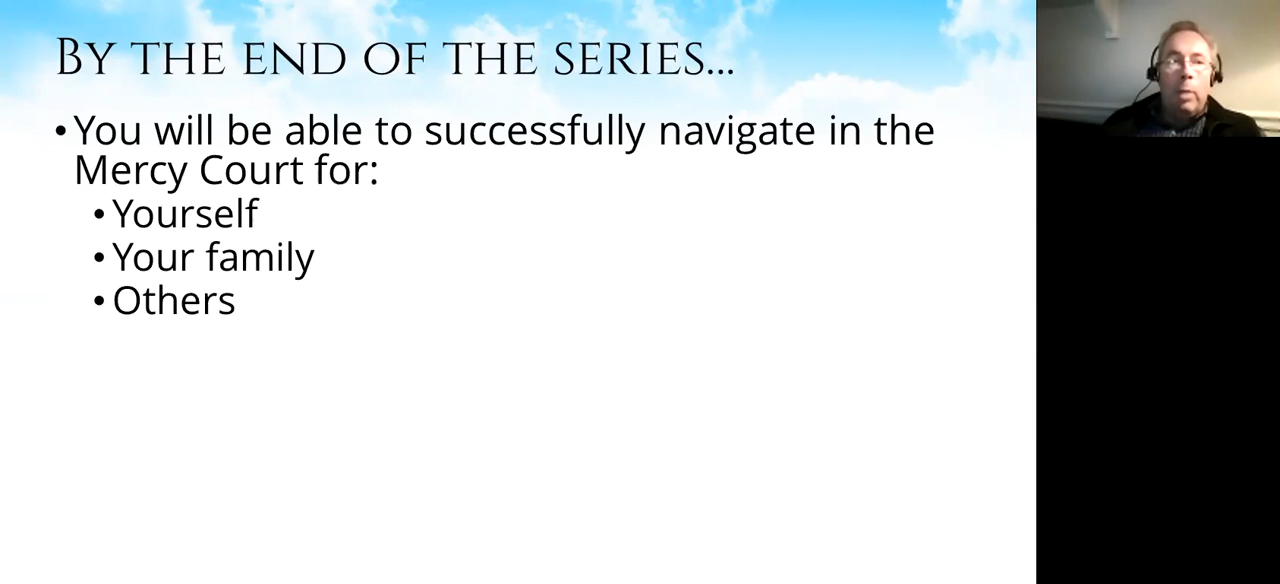 By the end of the series...
• You will be able to successfully navigate in the
Mercy Court for:
• Yourself
• Your family
• Others